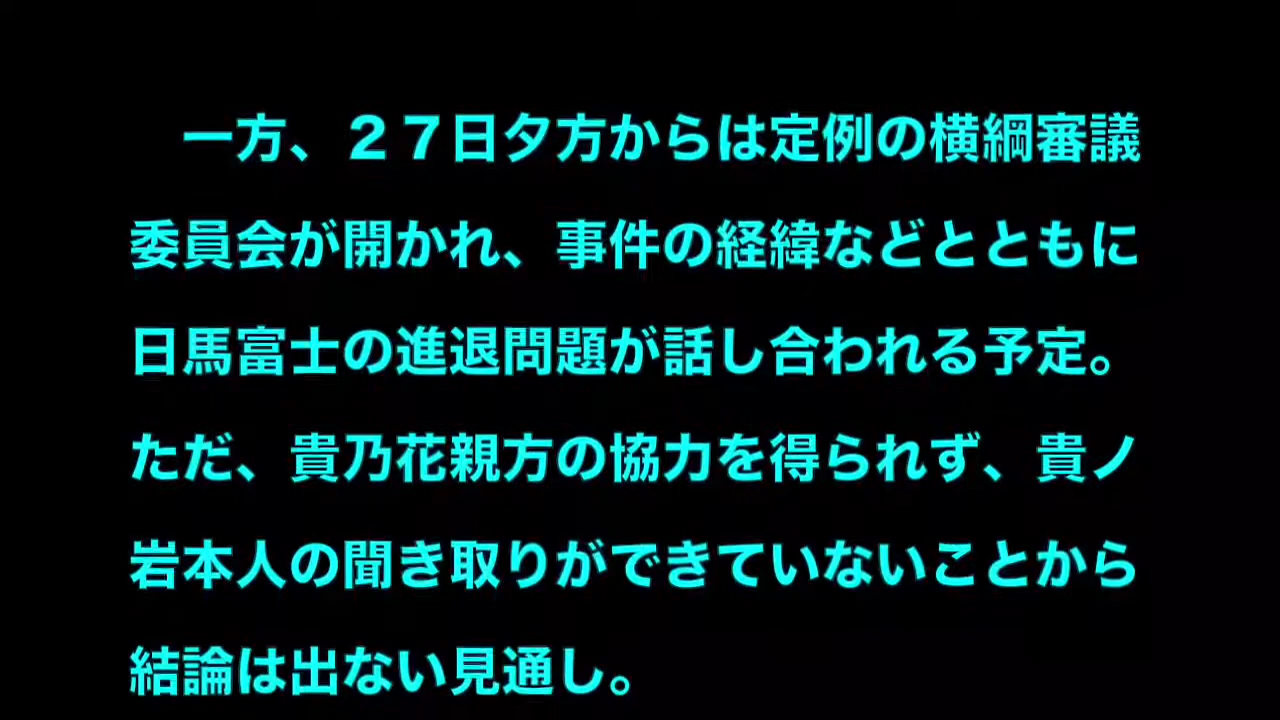 一方、２７日夕方からは定例の横綱審議
委員会が開かれ、事件の経緯などとともに
日馬富士の進退問題が話し合われる予定。
ただ、貴乃花親方の協力を得られず、貴ノ
岩本人の聞き取りができていないことから
結論は出ない見通し。